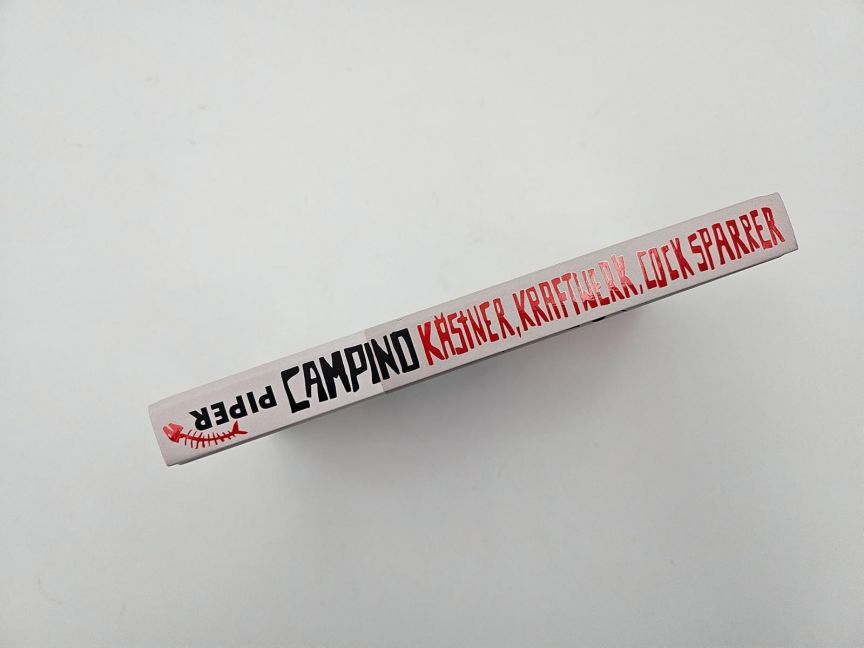 PIPER
CAMPINO KÄSTNER, KRAFTWERK, COCK SPARRER